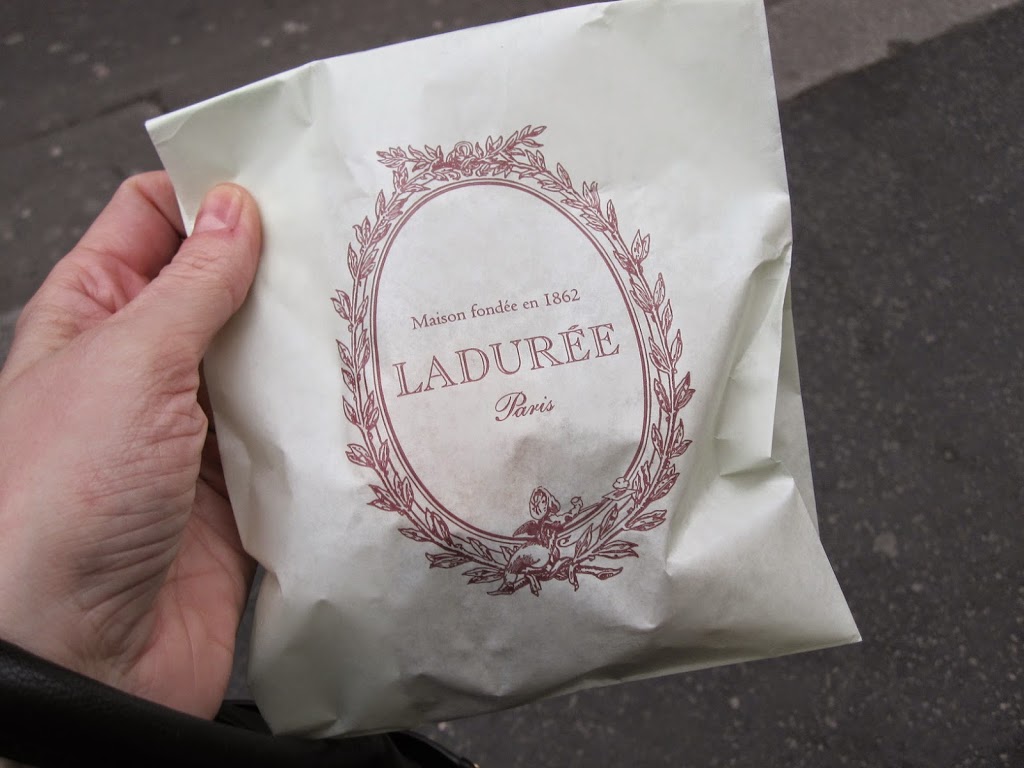 Maison fondée en 1862
LADURÉE
Paris